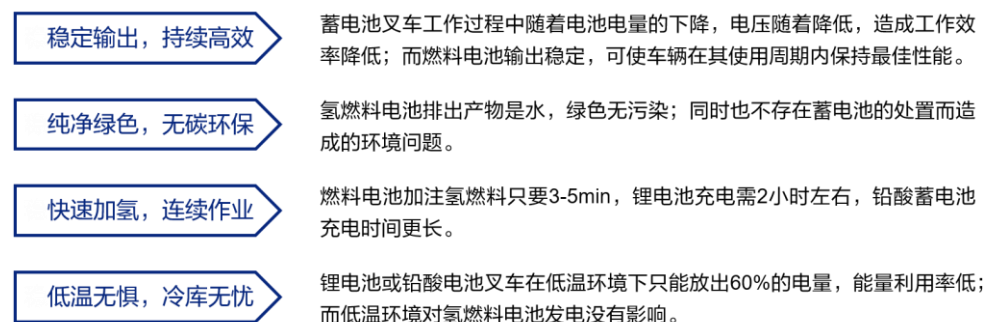 稳定输出，持续高效
蓄电池叉车工作过程中随着电池电量的下降，电压随着降低，造成工作效
率降低；而燃料电池输出稳定，可使车辆在其使用周期内保持最佳性能。
纯净绿色，无碳环保
氢燃料电池排出产物是水，绿色无污染；同时也不存在蓄电池的处置而造
成的环境问题。
快速加氢，连续作业
燃料电池加注氢燃料只要3-5min，锂电池充电需2小时左右，铅酸蓄电池
充电时间更长。
低温无惧，冷库无忧
锂电池或铅酸电池叉车在低温环境下只能放出60%的电量，能量利用率低；
而低温环境对氢燃料电池发电没有影响。